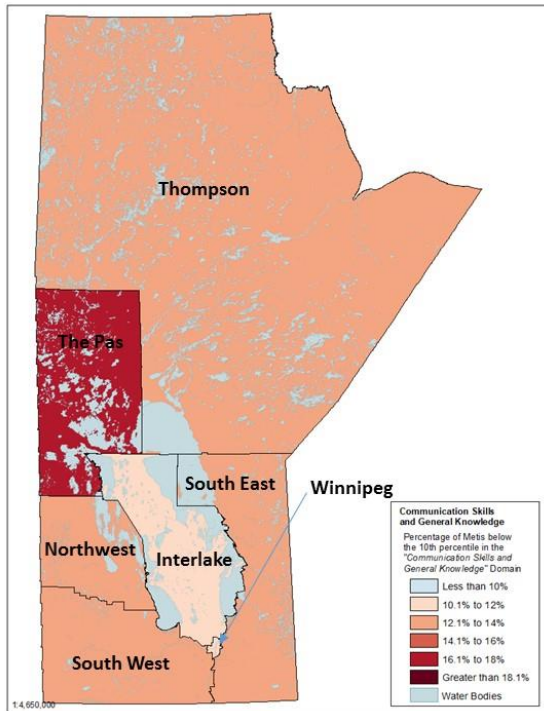 Thompson
The Pas
South East
Winnipeg
Northwest
Interlake
South West
Communication Skills
and General Knowledge
Percentage of Metis below
the 10th percentile in the
"Communication Skills and
General Knowledge" Domain
Less than 10%
10.1% to 12%
12.1% to 14%
14.1% to 16%
16.1% to 18%
Greater than 18.1%
Water Bodies
1:4,650,000